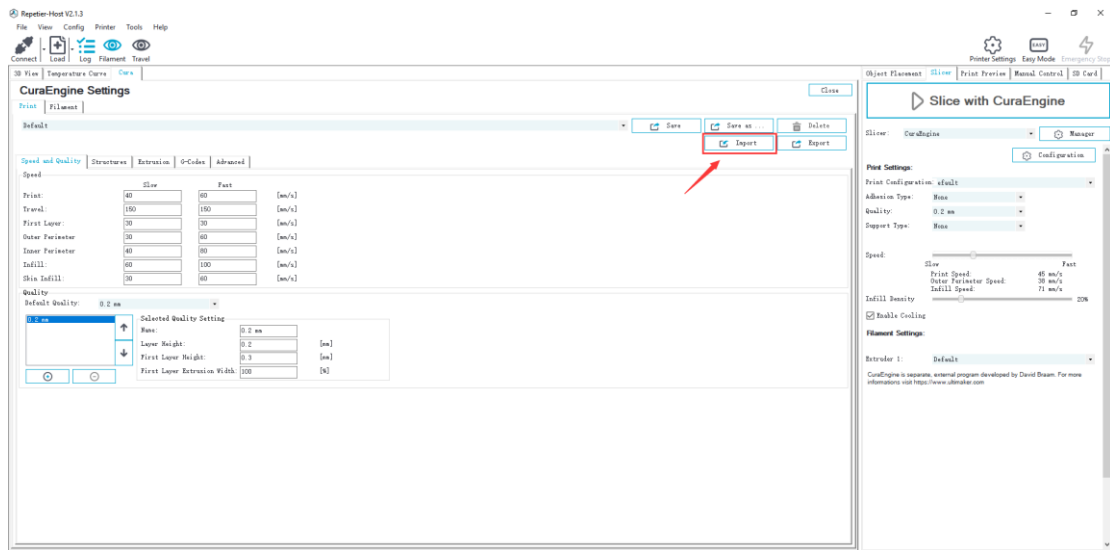 Repetier-Host V2.1.3
File View Config Printer Tools Help
Connect Load Log Filament Travel
Printer Settings Easy Mode Emergency Stop
EASY
3D View Temperature Curve Cura
Object Placement Slicer Print Preview Manual Control SD Card
CuraEngine Settings
Close
Print Filament
Default
Save Save as ... Delete
Import Export
Speed and Quality Structures Extrusion G-Codes Advanced
Speed
Slow Fast
Print: 40 60 [mm/s]
Travel: 150 150 [mm/s]
First Layer: 30 30 [mm/s]
Outer Perimeter 30 60 [mm/s]
Inner Perimeter 40 80 [mm/s]
Infill: 60 100 [mm/s]
Skin Infill: 30 60 [mm/s]
Quality
Default Quality: 0.2 mm
0.2 mm
Selected Quality Setting
Name: 0.2 mm
Layer Height: 0.2 [mm]
First Layer Height: 0.3 [mm]
First Layer Extrusion Width: 100 [%]
Slice with CuraEngine
Slicer: CuraEngine Manager
Configuration
Print Settings:
Print Configuration: efault
Adhesion Type: None
Quality: 0.2 mm
Support Type: None
Speed:
Slow Fast
Print Speed: 45 mm/s
Outer Perimeter Speed: 38 mm/s
Infill Speed: 71 mm/s
Infill Density 20%
Enable Cooling
Filament Settings:
Extruder 1: Default
CuraEngine is separate, external program developed by David Braam. For more
informations visit https://www.ultimaker.com